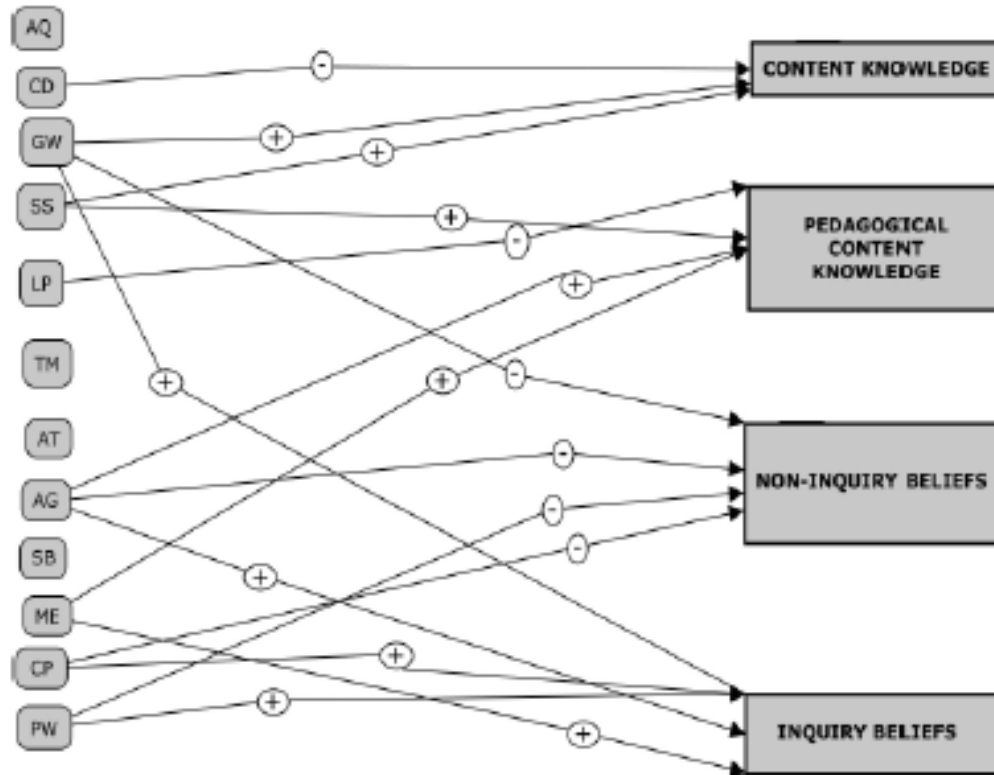 AQ
CD
GW
SS
LP
TM
AT
AG
SB
ME
CP
PW
-
+
+
+
-
+
+
-
+
-
-
-
+
+
+
+
CONTENT KNOWLEDGE
PEDAGOGICAL
CONTENT
KNOWLEDGE
NON-INQUIRY BELIEFS
INQUIRY BELIEFS